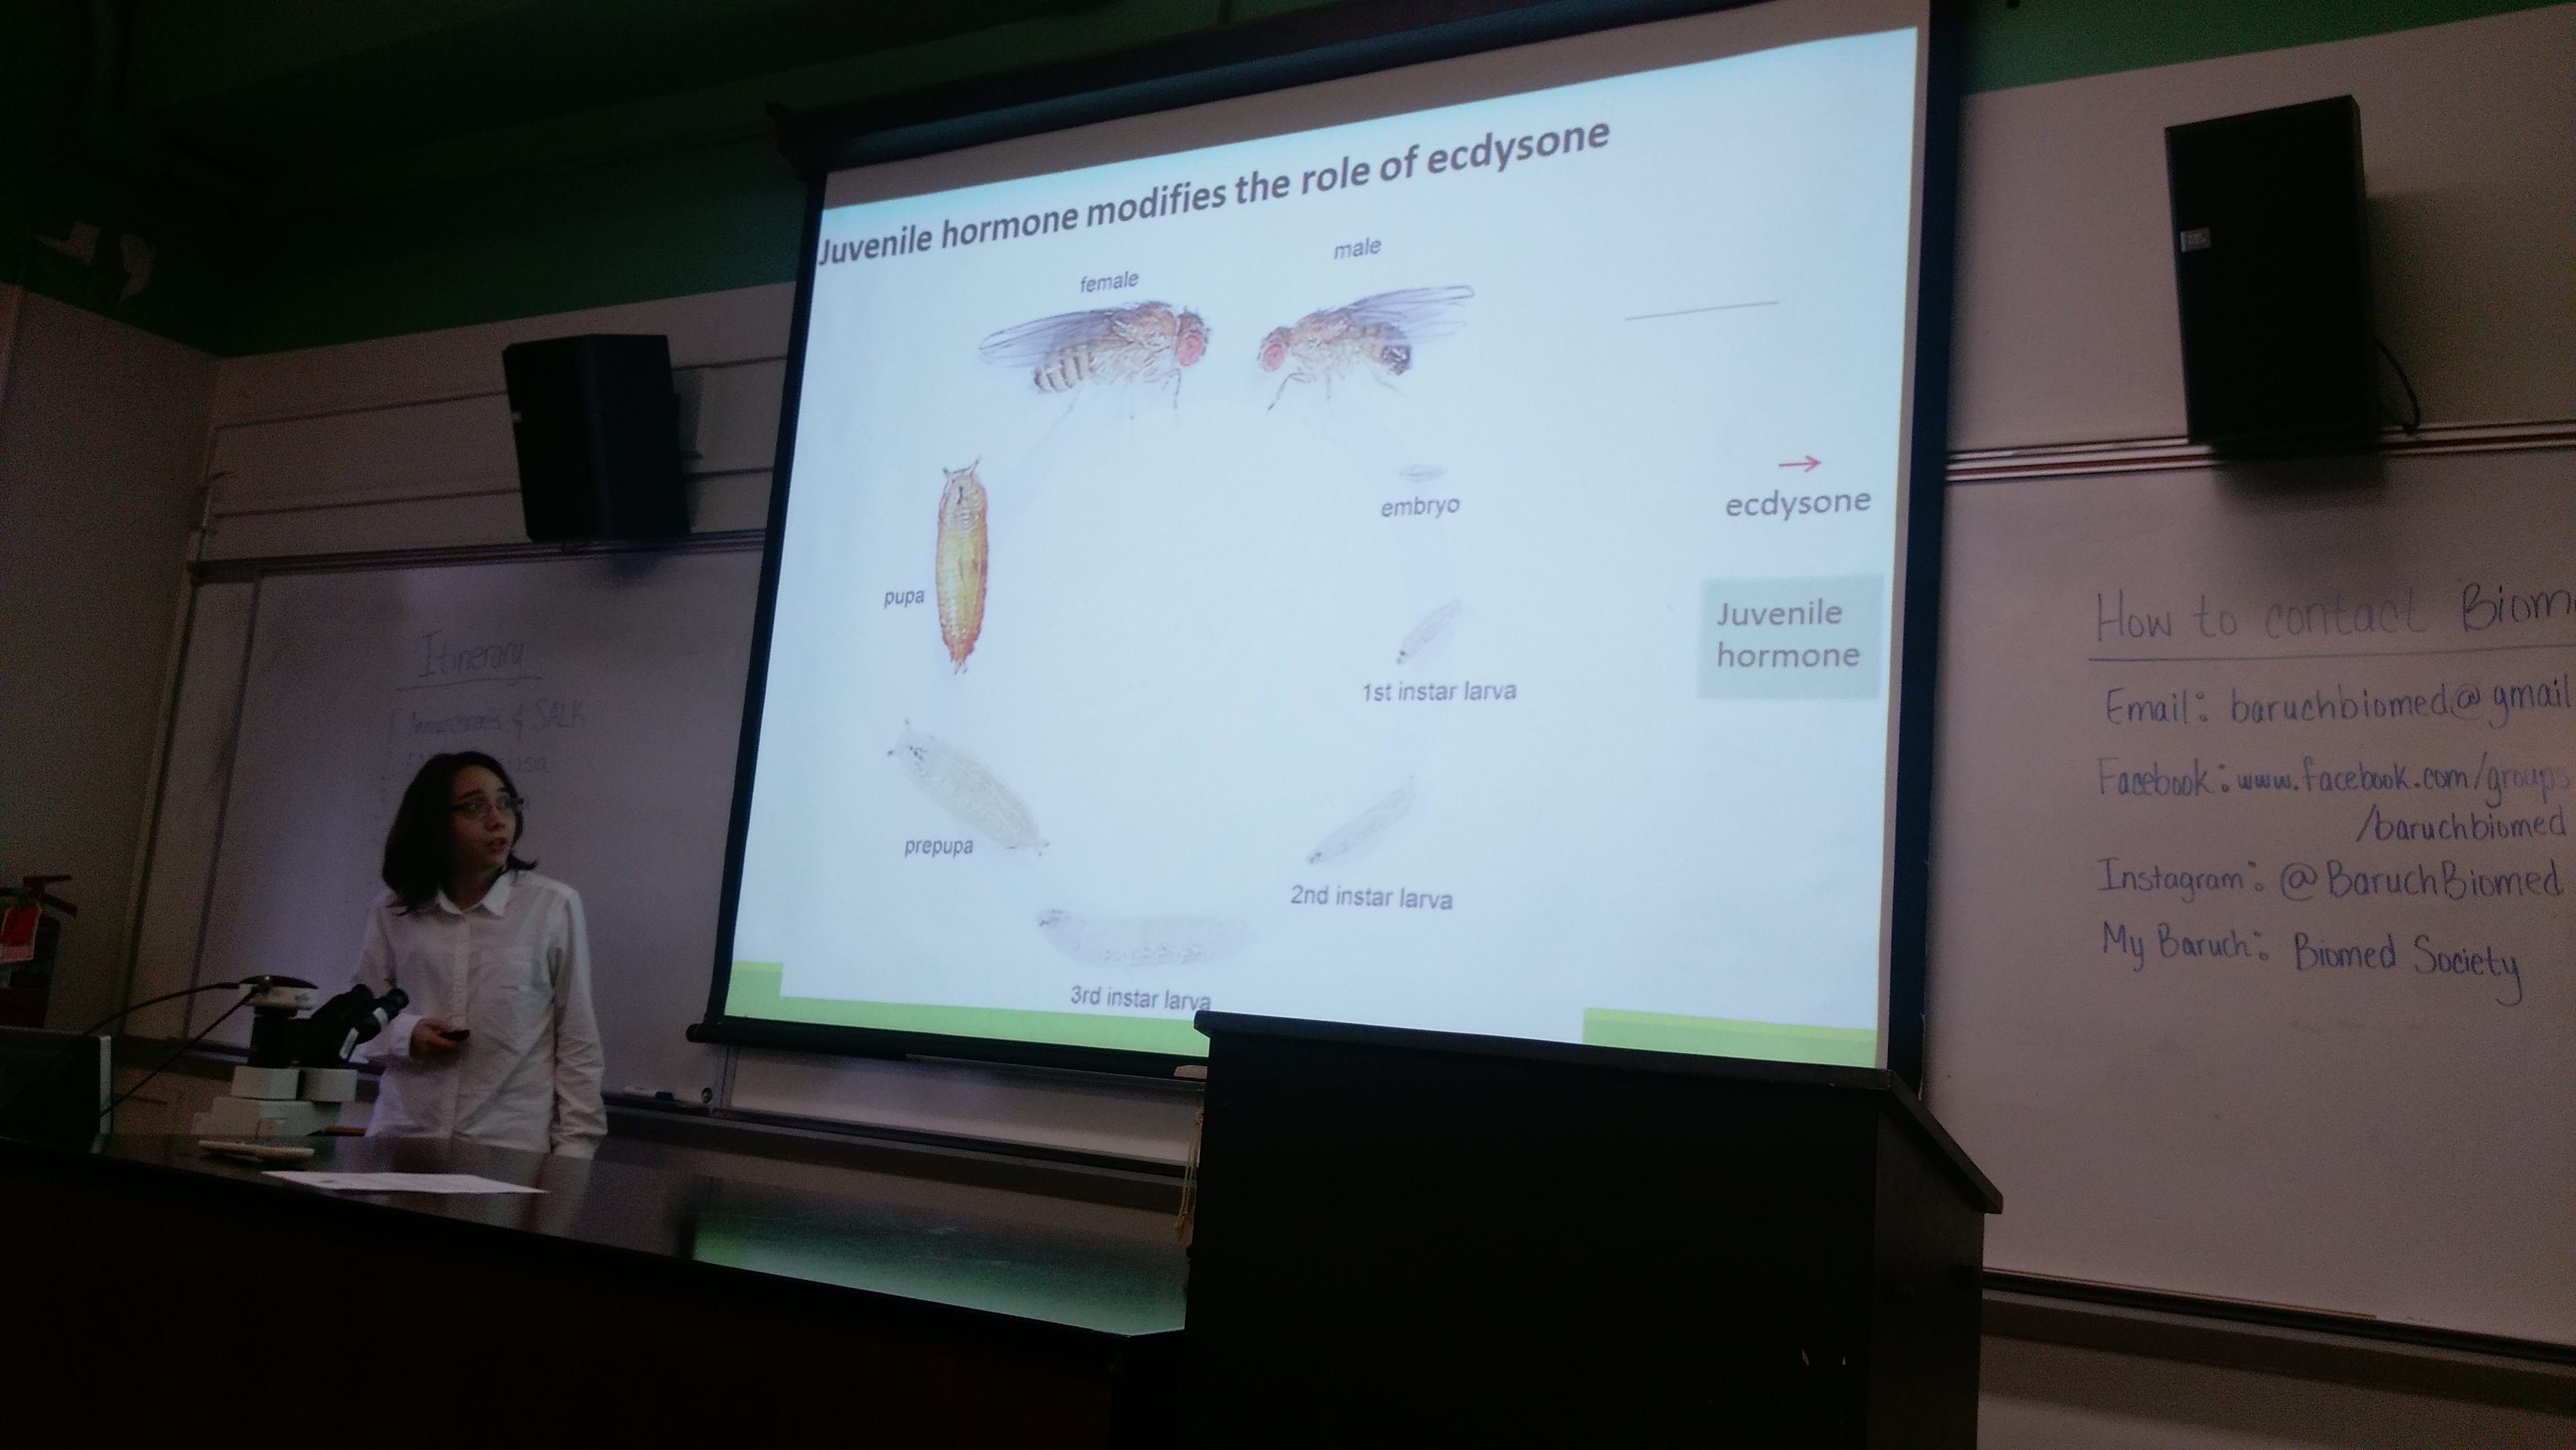 Juvenile hormone modifies the role of ecdysone
female
male
embryo
ecdysone
pupa
Juvenile
hormone
1st instar larva
prepupa
2nd instar larva
3rd instar larva
Itinerary
& SALK
How to contact
Email: baruchbiomed@gmail
Facebook: www.facebook.com/groups
/baruchbiomed
Instagram: @BaruchBiomed
My Baruch: Biomed Society
JBL